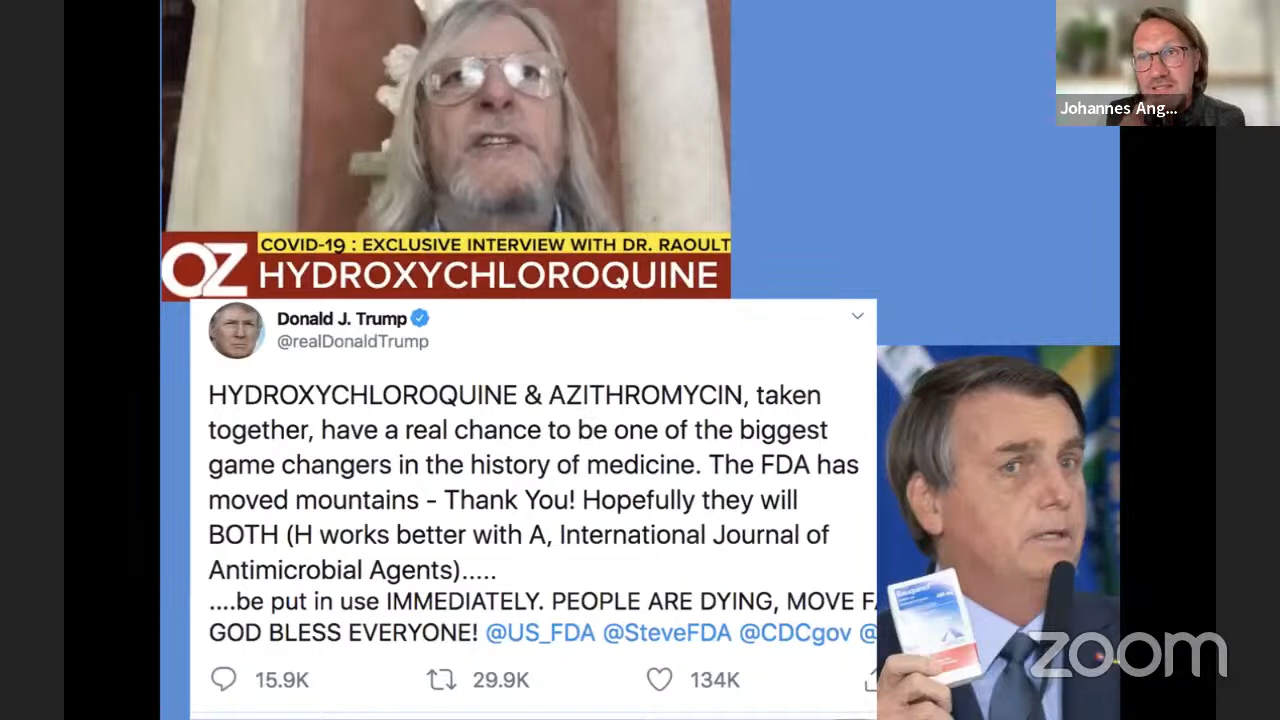 Johannes Ang...
OZ
COVID-19 : EXCLUSIVE INTERVIEW WITH DR. RAOULT
HYDROXYCHLOROQUINE
Donald J. Trump
@realDonaldTrump
HYDROXYCHLOROQUINE & AZITHROMYCIN, taken
together, have a real chance to be one of the biggest
game changers in the history of medicine. The FDA has
moved mountains - Thank You! Hopefully they will
BOTH (H works better with A, International Journal of
Antimicrobial Agents).....
....be put in use IMMEDIATELY. PEOPLE ARE DYING, MOVE FA
GOD BLESS EVERYONE! @US_FDA @SteveFDA @CDCgov @
15.9K 29.9K 134K
zoom